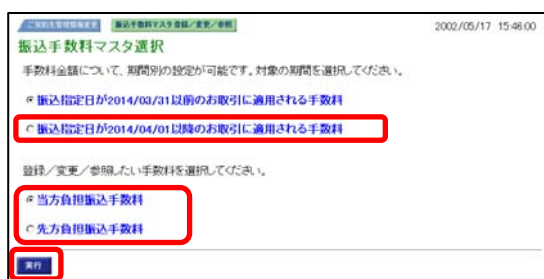 ご契約先管理情報変更 振込手数料マスタ登録／変更／参照 2002/05/17 15:46:00
振込手数料マスタ選択
手数料金額について、期間別の設定が可能です。対象の期間を選択してください。
振込指定日が2014/03/31以前のお取引に適用される手数料
振込指定日が2014/04/01以降のお取引に適用される手数料
登録／変更／参照したい手数料を選択してください。
当方負担振込手数料
先方負担振込手数料
実行